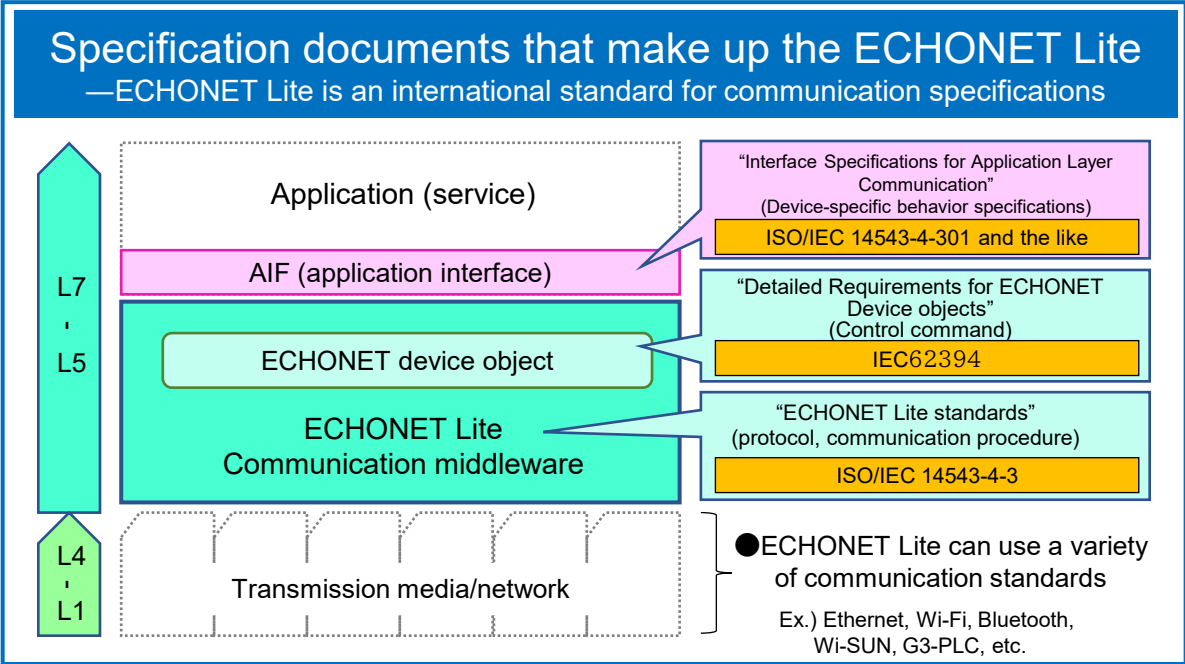 Specification documents that make up the ECHONET Lite
—ECHONET Lite is an international standard for communication specifications
L7
-
L5
Application (service)
AIF (application interface)
ECHONET device object
ECHONET Lite
Communication middleware
“Interface Specifications for Application Layer
Communication”
(Device-specific behavior specifications)
ISO/IEC 14543-4-301 and the like
“Detailed Requirements for ECHONET
Device objects”
(Control command)
IEC62394
“ECHONET Lite standards”
(protocol, communication procedure)
ISO/IEC 14543-4-3
L4
-
L1
Transmission media/network
●ECHONET Lite can use a variety
of communication standards
Ex.) Ethernet, Wi-Fi, Bluetooth,
Wi-SUN, G3-PLC, etc.